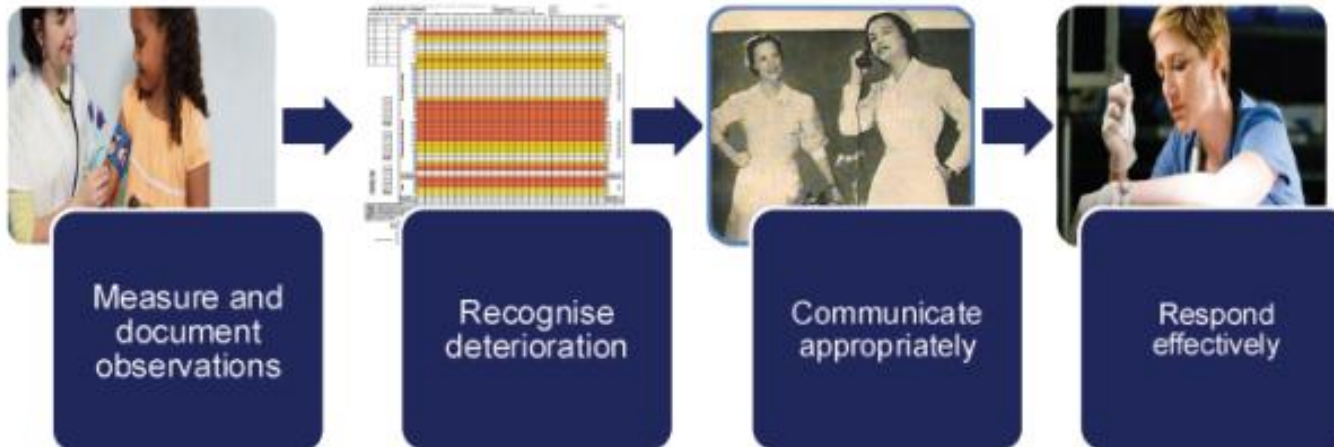 Measure and
document
observations
Recognise
deterioration
Communicate
appropriately
Respond
effectively